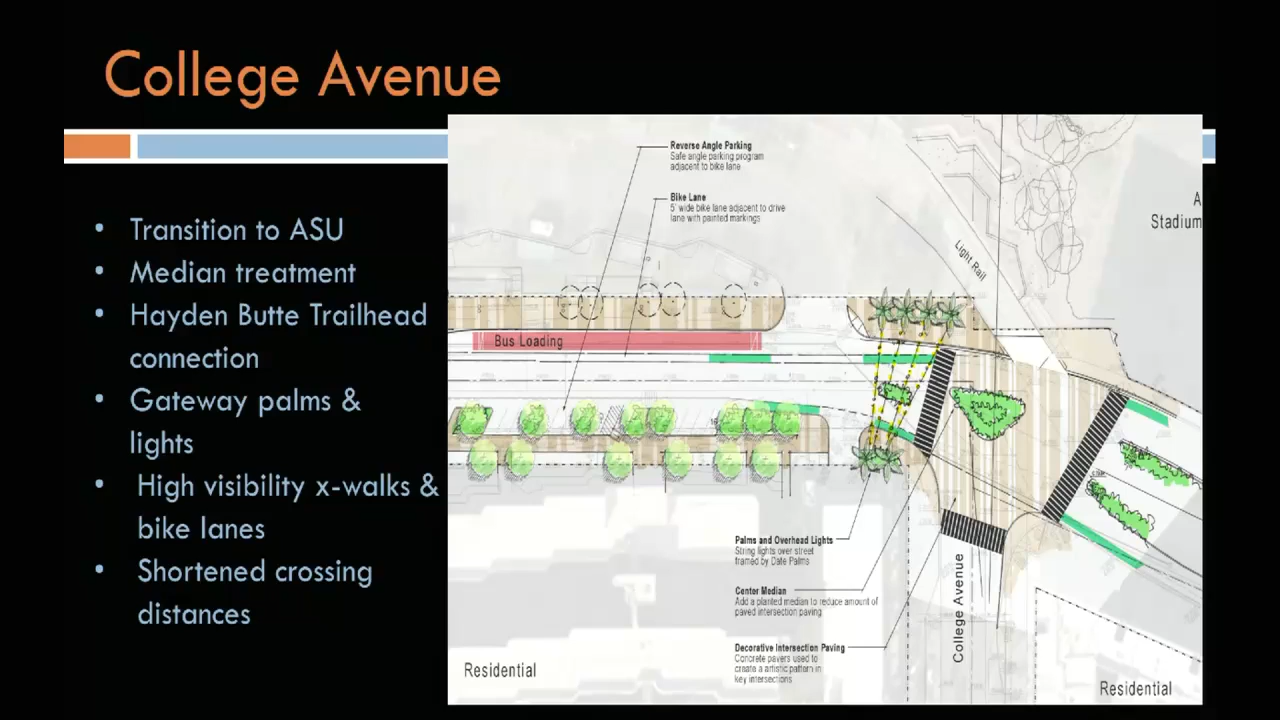 College Avenue
• Transition to ASU
• Median treatment
• Hayden Butte Trailhead
connection
• Gateway palms &
lights
• High visibility x-walks &
bike lanes
• Shortened crossing
distances
Reverse Angle Parking
Safe angle parking program
adjacent to bike lane
Bike Lane
5' wide bike lane adjacent to drive
lane with painted markings
A
Stadium
Light Rail
Bus Loading
Palms and Overhead Lights
String lights over street
framed by Date Palms
Center Median
Add a planted median to reduce amount of
paved intersection paving
Decorative Intersection Paving
Concrete pavers used to
create a artistic pattern in
key intersections
College Avenue
Residential
Residential